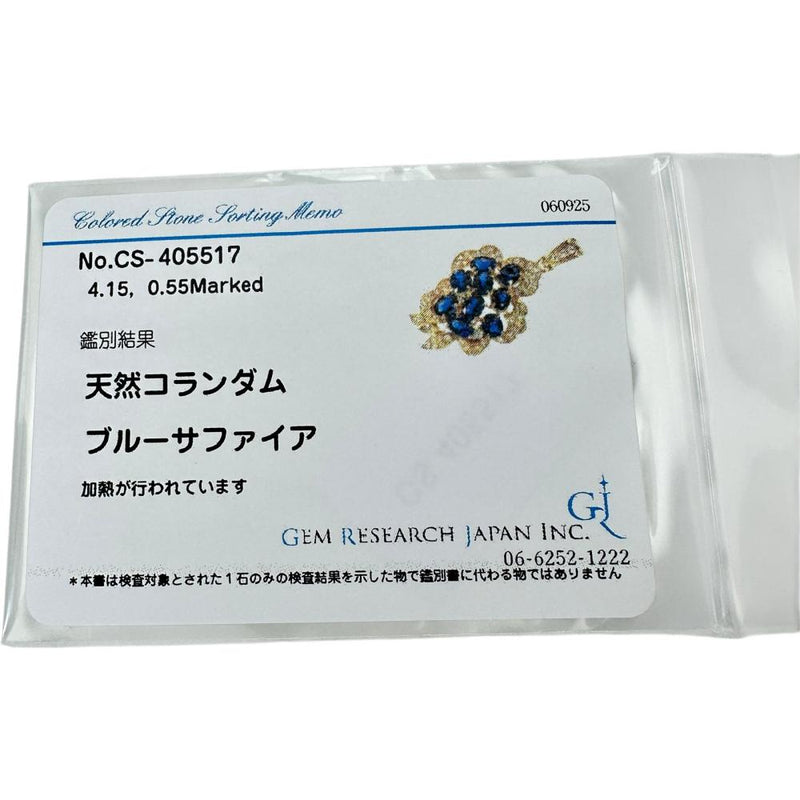 Colored Stone Sorting Memo
060925
No.CS-405517
4.15, 0.55Marked
鑑別結果
天然コランダム
ブルーサファイア
加熱が行われています
GJ
GEM RESEARCH JAPAN INC.
06-6252-1222
*本書は検査対象とされた1石のみの検査結果を示した物で鑑別書に代わる物ではありません